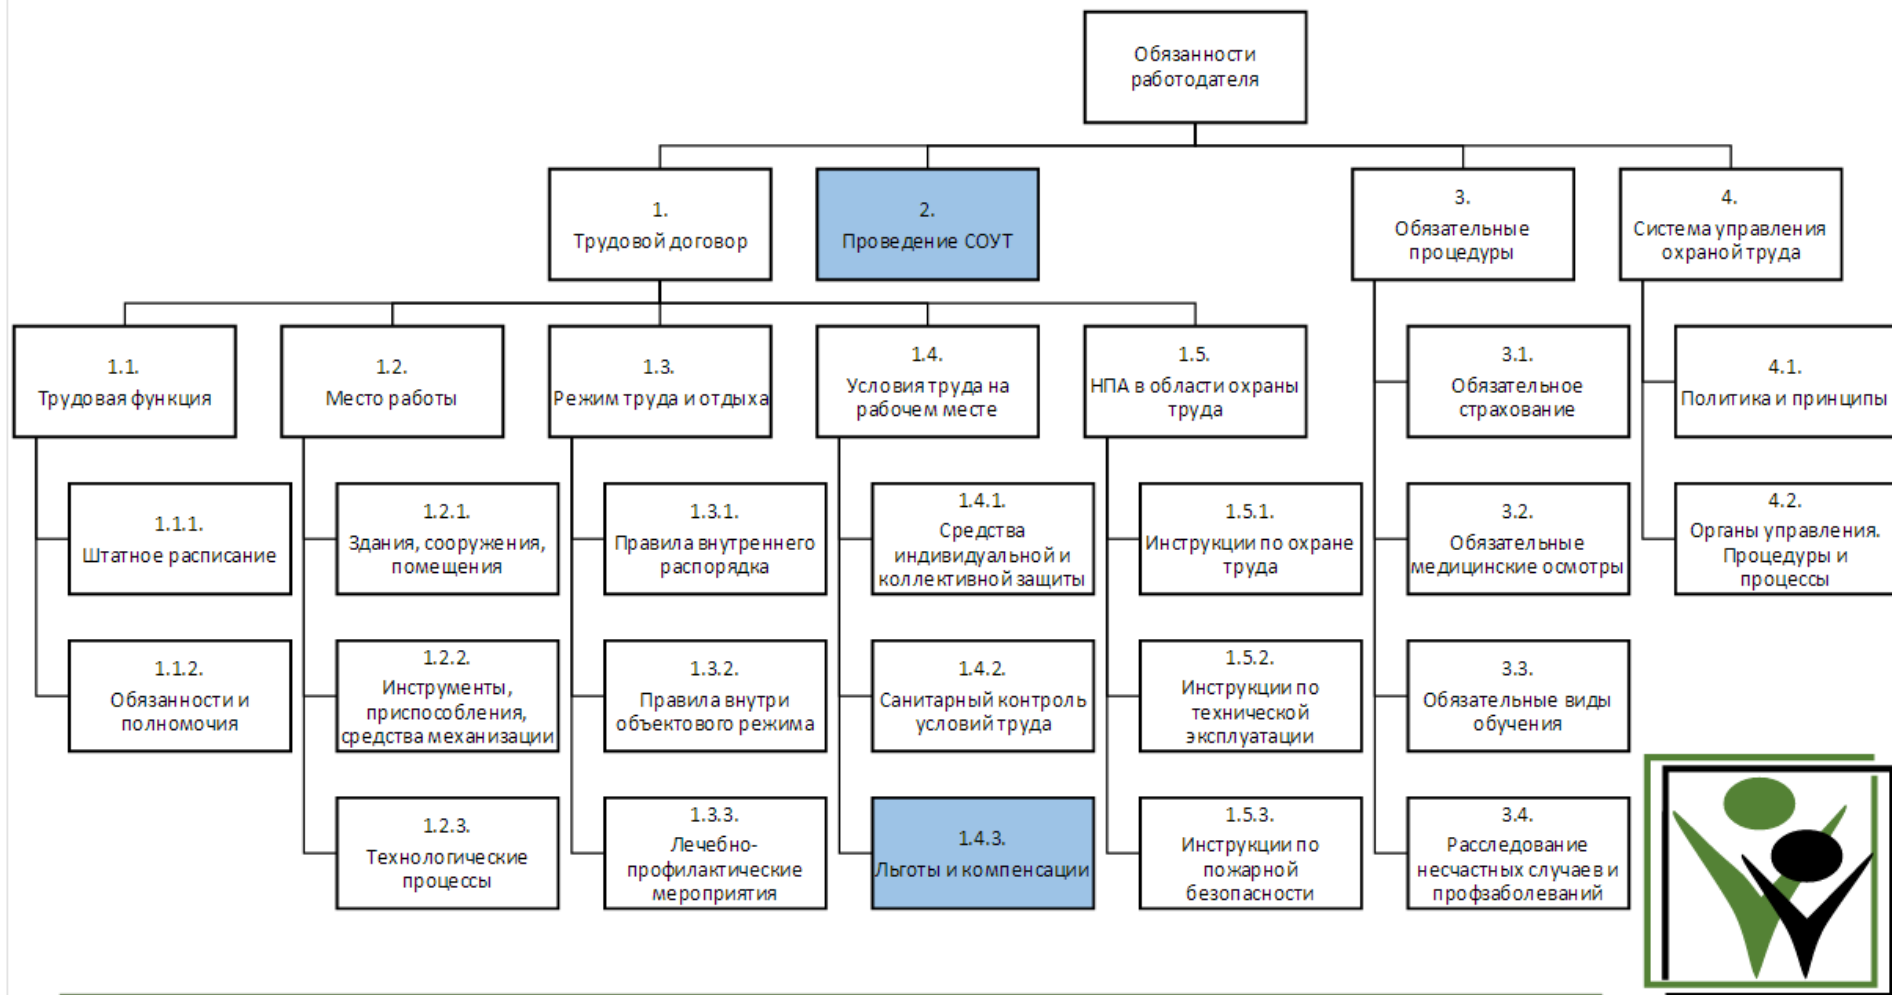 Обязанности
работодателя
1.
Трудовой договор
2.
Проведение СОУТ
3.
Обязательные
процедуры
4.
Система управления
охраной труда
1.1.
Трудовая функция
1.2.
Место работы
1.3.
Режим труда и отдыха
1.4.
Условия труда на
рабочем месте
1.5.
НПА в области охраны
труда
3.1.
Обязательное
страхование
4.1.
Политика и принципы
1.1.1.
Штатное расписание
1.2.1.
Здания, сооружения,
помещения
1.3.1.
Правила внутреннего
распорядка
1.4.1.
Средства
индивидуальной и
коллективной защиты
1.5.1.
Инструкции по охране
труда
3.2.
Обязательные
медицинские осмотры
4.2.
Органы управления.
Процедуры и
процессы
1.1.2.
Обязанности и
полномочия
1.2.2.
Инструменты,
приспособления,
средства механизации
1.3.2.
Правила внутри
объектового режима
1.4.2.
Санитарный контроль
условий труда
1.5.2.
Инструкции по
технической
эксплуатации
3.3.
Обязательные виды
обучения
1.2.3.
Технологические
процессы
1.3.3.
Лечебно-
профилактические
мероприятия
1.4.3.
Льготы и компенсации
1.5.3.
Инструкции по
пожарной
безопасности
3.4.
Расследование
несчастных случаев и
профзаболеваний